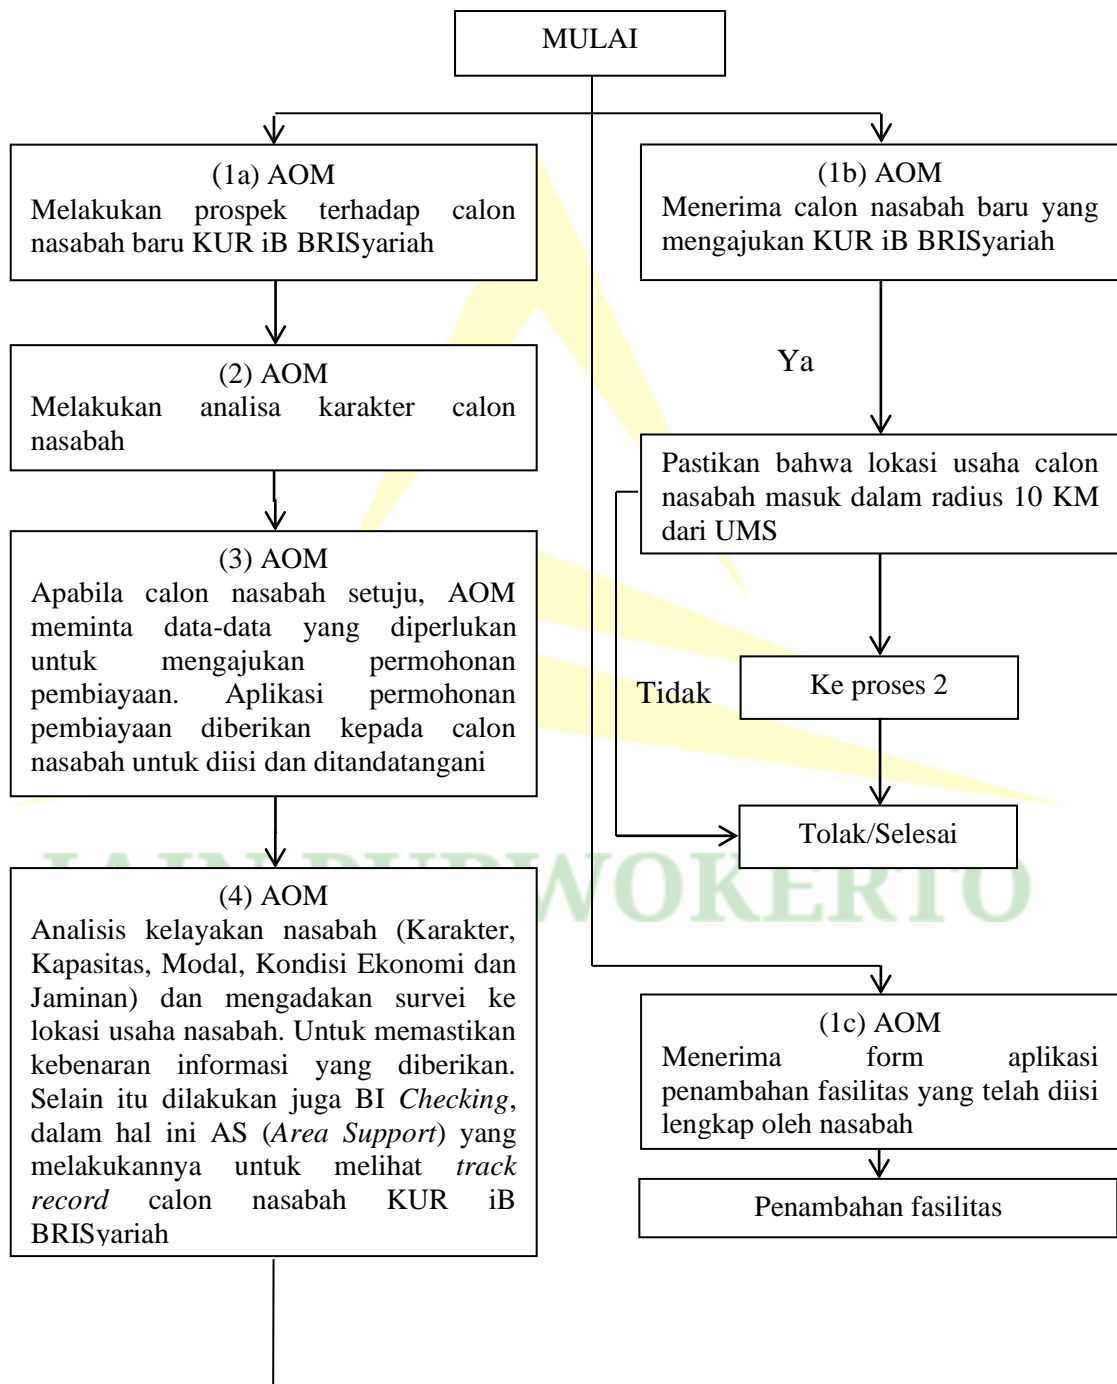 MULAI
(1a) AOM
Melakukan prospek terhadap calon
nasabah baru KUR iB BRISyariah
(1b) AOM
Menerima calon nasabah baru yang
mengajukan KUR iB BRISyariah
(2) AOM
Melakukan analisa karakter calon
nasabah
Ya
Pastikan bahwa lokasi usaha calon
nasabah masuk dalam radius 10 KM
dari UMS
(3) AOM
Apabila calon nasabah setuju, AOM
meminta data-data yang diperlukan
untuk mengajukan permohonan
pembiayaan. Aplikasi permohonan
pembiayaan diberikan kepada calon
nasabah untuk diisi dan ditandatangani
Tidak
Ke proses 2
Tolak/Selesai
IAIN PURWOKERTO
(4) AOM
Analisis kelayakan nasabah (Karakter,
Kapasitas, Modal, Kondisi Ekonomi dan
Jaminan) dan mengadakan survei ke
lokasi usaha nasabah. Untuk memastikan
kebenaran informasi yang diberikan.
Selain itu dilakukan juga BI Checking,
dalam hal ini AS (Area Support) yang
melakukannya untuk melihat track
record calon nasabah KUR iB
BRISyariah
(1c) AOM
Menerima form aplikasi
penambahan fasilitas yang telah diisi
lengkap oleh nasabah
Penambahan fasilitas